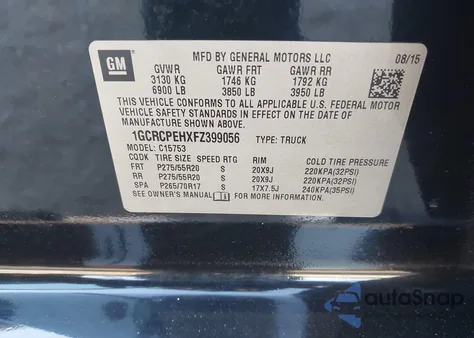 GM
MFD BY GENERAL MOTORS LLC
08/15
GVWR GAWR FRT GAWR RR
3130 KG 1746 KG 1792 KG
6900 LB 3850 LB 3950 LB
THIS VEHICLE CONFORMS TO ALL APPLICABLE U.S. FEDERAL MOTOR
VEHICLE SAFETY STANDARDS IN EFFECT ON THE DATE OF
MANUFACTURE SHOWN ABOVE.
1GCRCPEHXFZ399056 TYPE: TRUCK
MODEL: C15753
CQDK TIRE SIZE SPEED RTG RIM COLD TIRE PRESSURE
FRT P275/55R20 S 20X9J 220KPA(32PSI)
RR P275/55R20 S 20X9J 220KPA(32PSI)
SPA P265/70R17 S 17X7.5J 240KPA(35PSI)
SEE OWNER'S MANUAL FOR MORE INFORMATION.
autoSnap